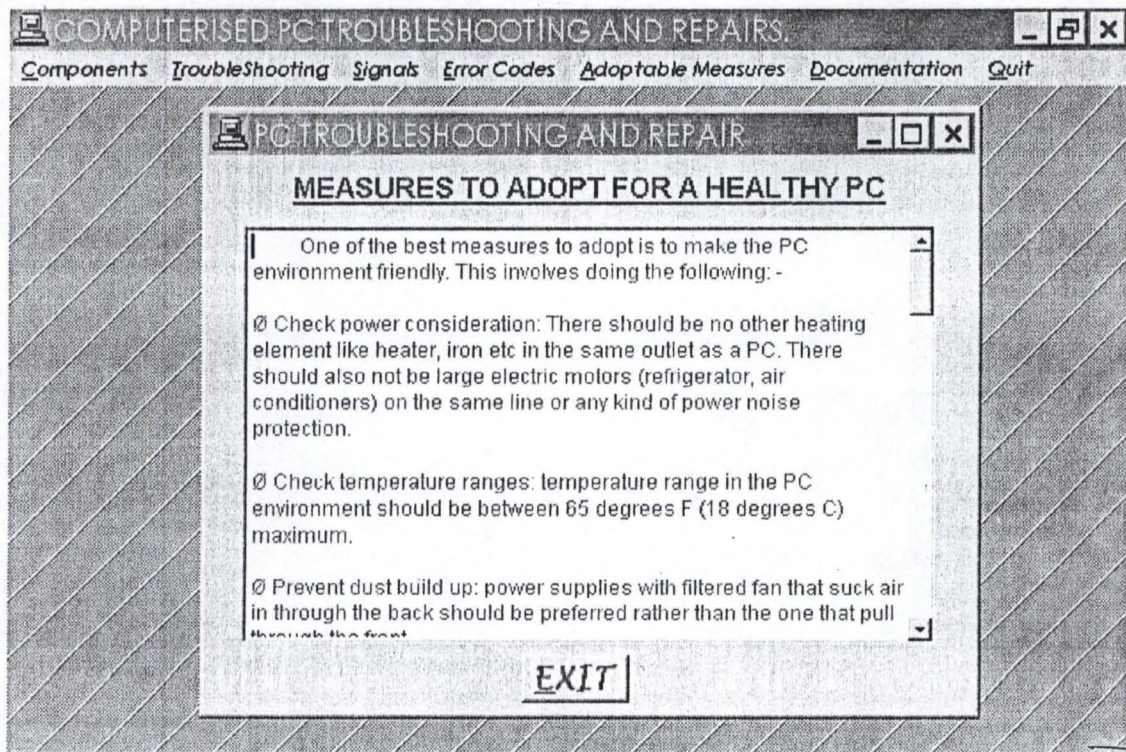 COMPUTERISED PC TROUBLESHOOTING AND REPAIRS.
Components TroubleShooting Signals Error Codes Adoptable Measures Documentation Quit
PC TROUBLESHOOTING AND REPAIR
MEASURES TO ADOPT FOR A HEALTHY PC
One of the best measures to adopt is to make the PC
environment friendly. This involves doing the following: -
Ø Check power consideration: There should be no other heating
element like heater, iron etc in the same outlet as a PC. There
should also not be large electric motors (refrigerator, air
conditioners) on the same line or any kind of power noise
protection.
Ø Check temperature ranges: temperature range in the PC
environment should be between 65 degrees F (18 degrees C)
maximum.
Ø Prevent dust build up: power supplies with filtered fan that suck air
in through the back should be preferred rather than the one that pull
through the front
EXIT